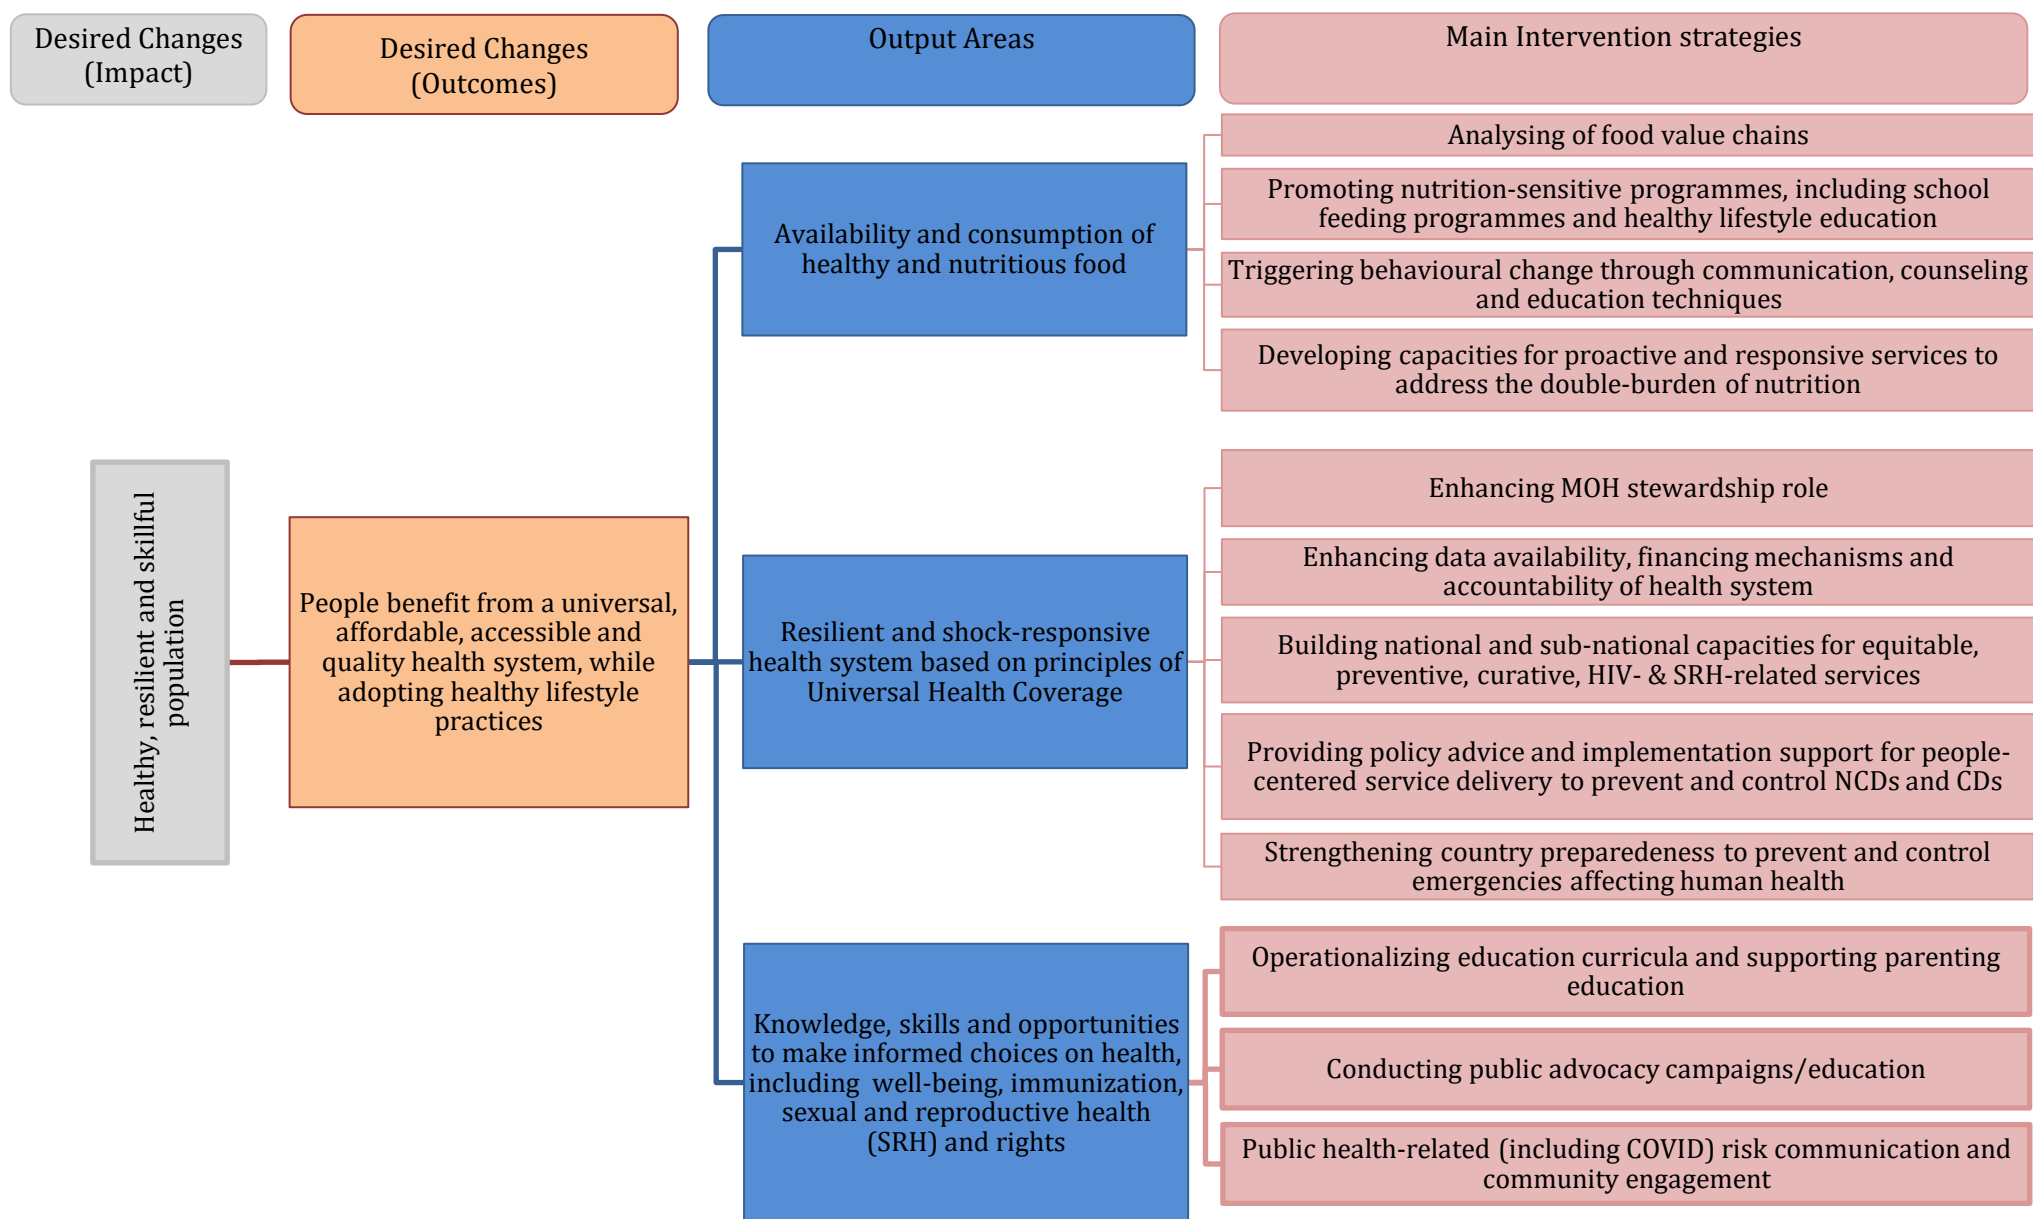 Desired Changes
(Impact)
Desired Changes
(Outcomes)
Output Areas
Main Intervention strategies
Healthy, resilient and skillful
population
People benefit from a universal,
affordable, accessible and
quality health system, while
adopting healthy lifestyle
practices
Availability and consumption of
healthy and nutritious food
Analysing of food value chains
Promoting nutrition-sensitive programmes, including school
feeding programmes and healthy lifestyle education
Triggering behavioural change through communication, counseling
and education techniques
Developing capacities for proactive and responsive services to
address the double-burden of nutrition
Resilient and shock-responsive
health system based on principles of
Universal Health Coverage
Enhancing MOH stewardship role
Enhancing data availability, financing mechanisms and
accountability of health system
Building national and sub-national capacities for equitable,
preventive, curative, HIV- & SRH-related services
Providing policy advice and implementation support for people-
centered service delivery to prevent and control NCDs and CDs
Strengthening country preparedeness to prevent and control
emergencies affecting human health
Knowledge, skills and opportunities
to make informed choices on health,
including well-being, immunization,
sexual and reproductive health
(SRH) and rights
Operationalizing education curricula and supporting parenting
education
Conducting public advocacy campaigns/education
Public health-related (including COVID) risk communication and
community engagement